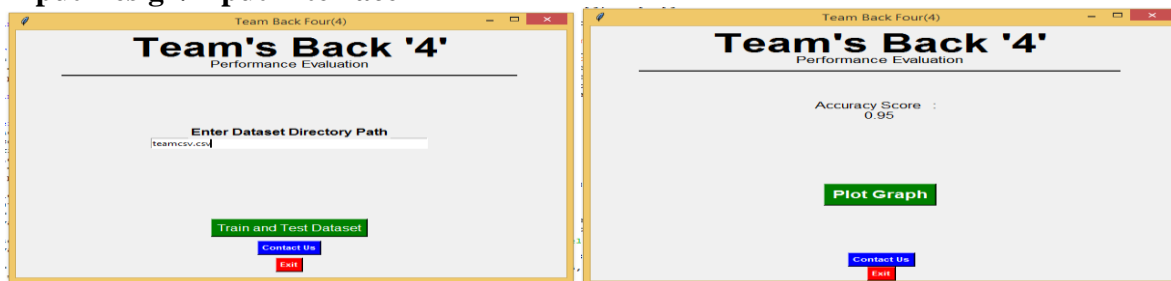 Team Back Four(4)
Team's Back '4'
Performance Evaluation
Enter Dataset Directory Path
teamcsv.csv
Train and Test Dataset
Contact Us
Exit
Team Back Four(4)
Team's Back '4'
Performance Evaluation
Accuracy Score :
0.95
Plot Graph
Contact Us
Exit